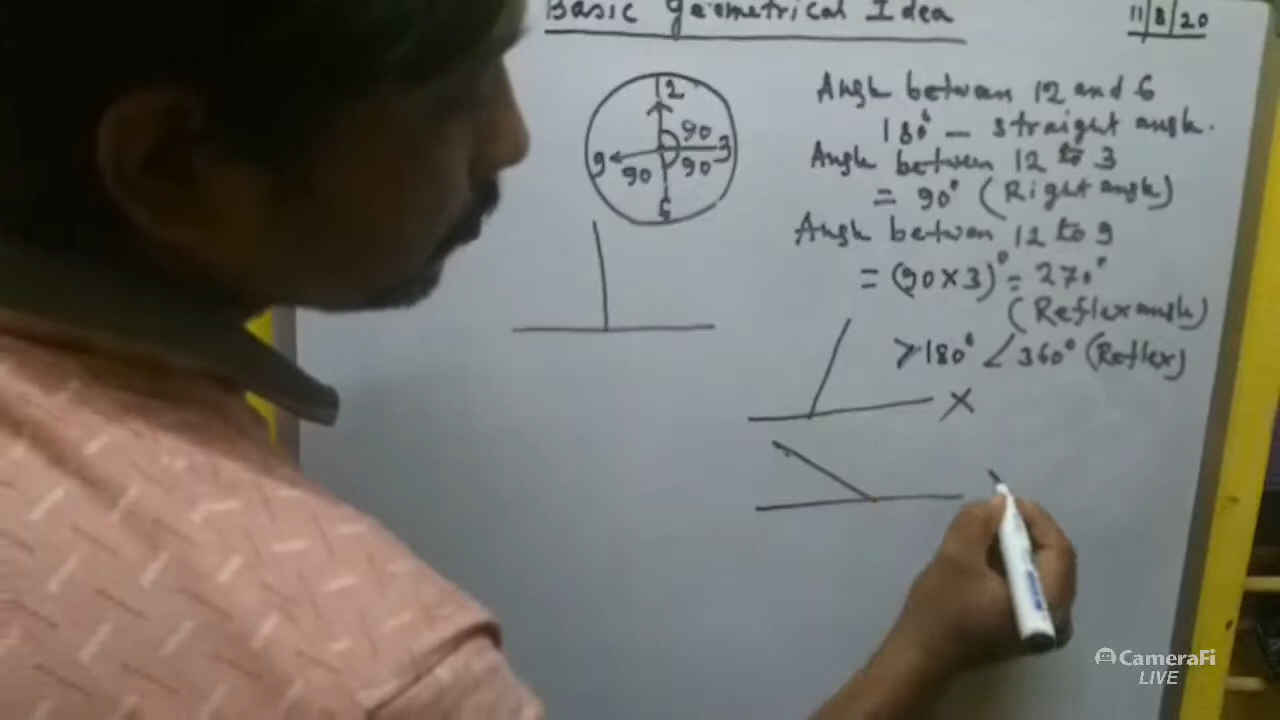 Basic Geometrical Idea
11/8/20
12
90
3
9
90
90
6
Angle between 12 and 6
180° - straight angle.
Angle between 12 to 3
= 90° (Right angle)
Angle between 12 to 9
= (90×3)° = 270°
(Reflex angle)
>180° <360° (Reflex)
×
CameraFi
LIVE